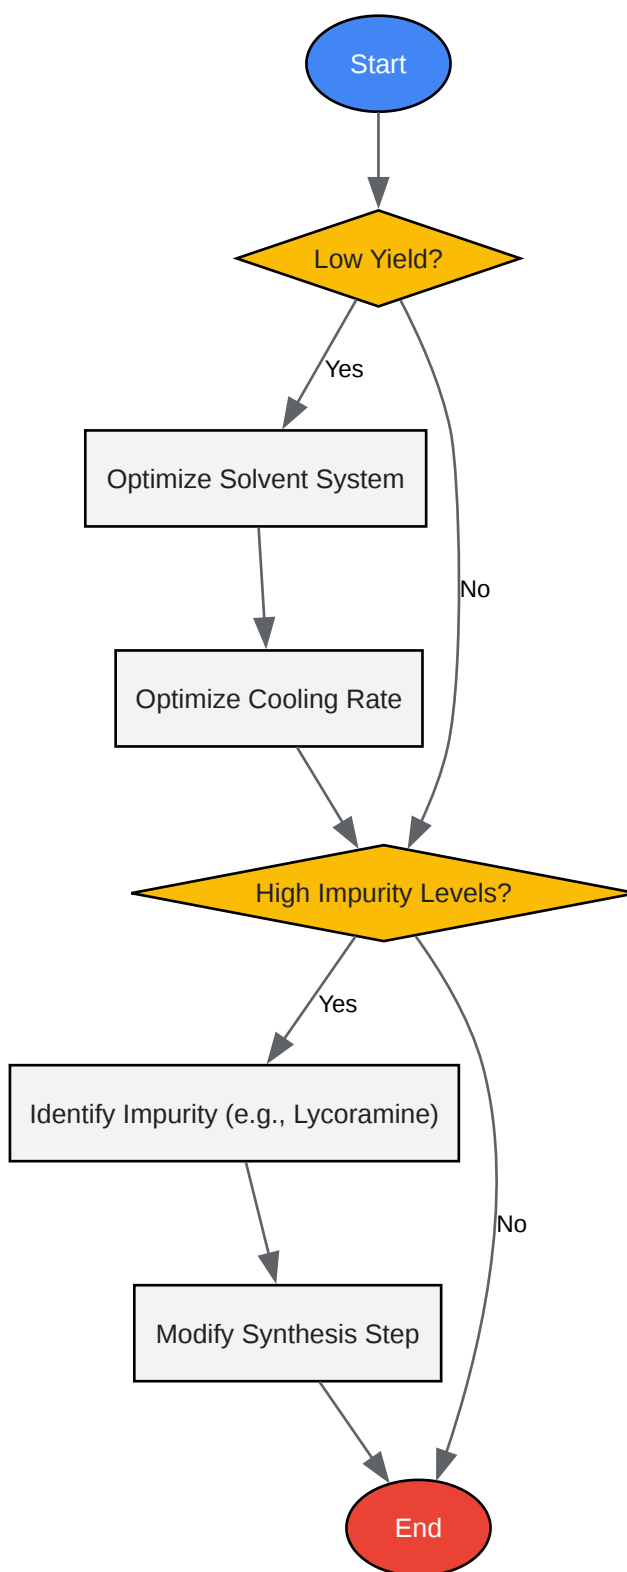 Start
Low Yield?
Yes
Optimize Solvent System
No
Optimize Cooling Rate
High Impurity Levels?
Yes
Identify Impurity (e.g., Lycoramine)
No
Modify Synthesis Step
End